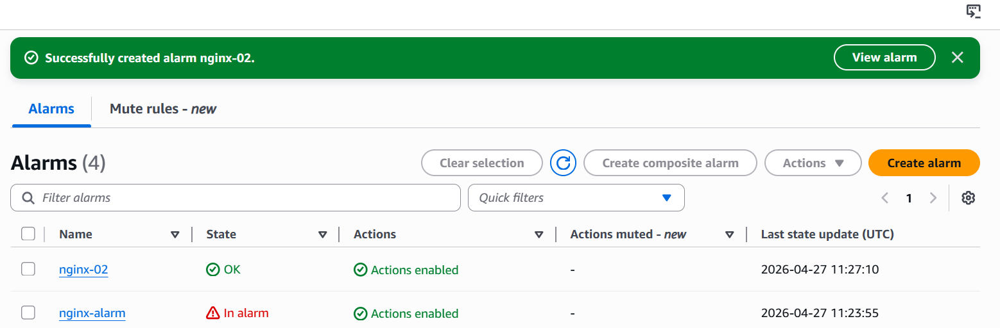 Successfully created alarm nginx-02. View alarm
Alarms Mute rules - new
Alarms (4) Clear selection Create composite alarm Actions Create alarm
Filter alarms Quick filters 1
Name State Actions Actions muted - new Last state update (UTC)
nginx-02 OK Actions enabled - 2026-04-27 11:27:10
nginx-alarm In alarm Actions enabled - 2026-04-27 11:23:55